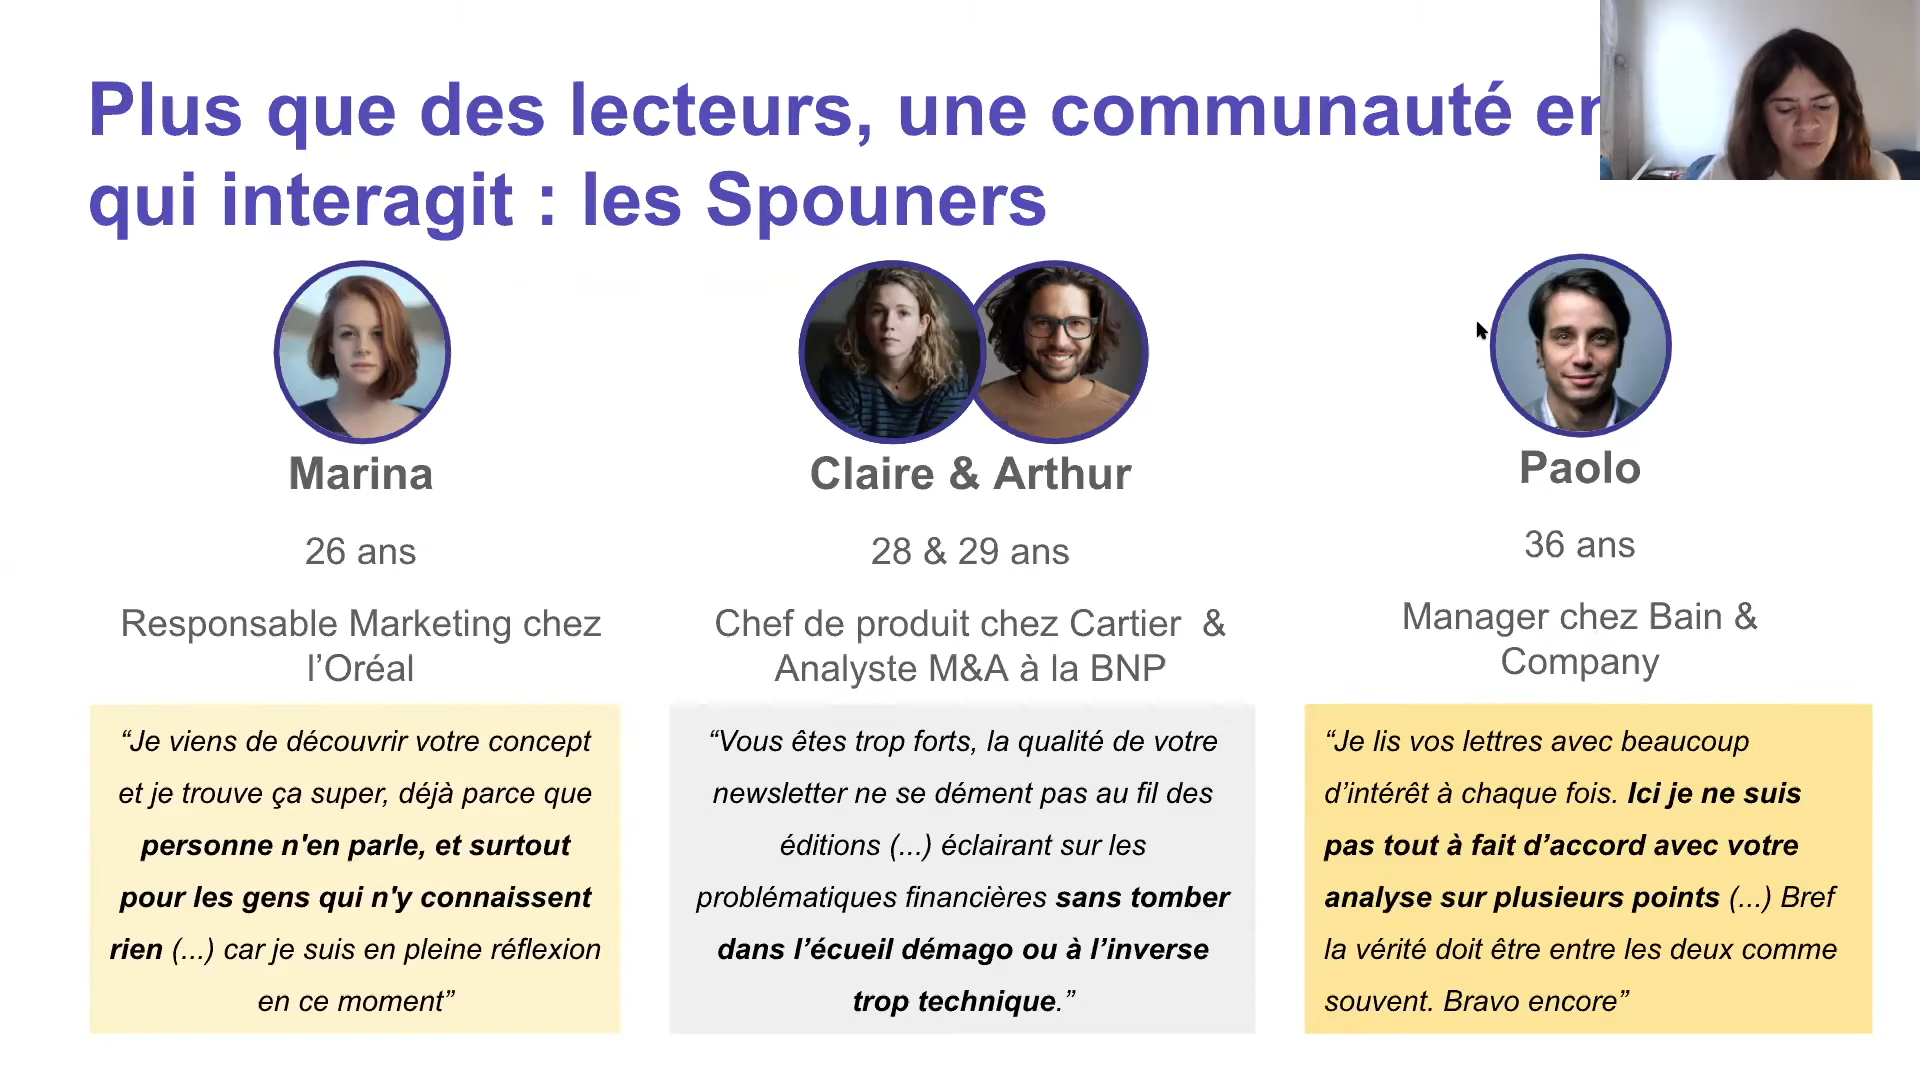 Plus que des lecteurs, une communauté
qui interagit : les Spouners
Marina
26 ans
Responsable Marketing chez
l’Oréal
“Je viens de découvrir votre concept
et je trouve ça super, déjà parce que
personne n'en parle, et surtout
pour les gens qui n'y connaissent
rien (...) car je suis en pleine réflexion
en ce moment”
Claire & Arthur
28 & 29 ans
Chef de produit chez Cartier &
Analyste M&A à la BNP
“Vous êtes trop forts, la qualité de votre
newsletter ne se dément pas au fil des
éditions (...) éclairant sur les
problématiques financières sans tomber
dans l’écueil démago ou à l’inverse
trop technique.”
Paolo
36 ans
Manager chez Bain &
Company
“Je lis vos lettres avec beaucoup
d’intérêt à chaque fois. Ici je ne suis
pas tout à fait d’accord avec votre
analyse sur plusieurs points (...) Bref
la vérité doit être entre les deux comme
souvent. Bravo encore”